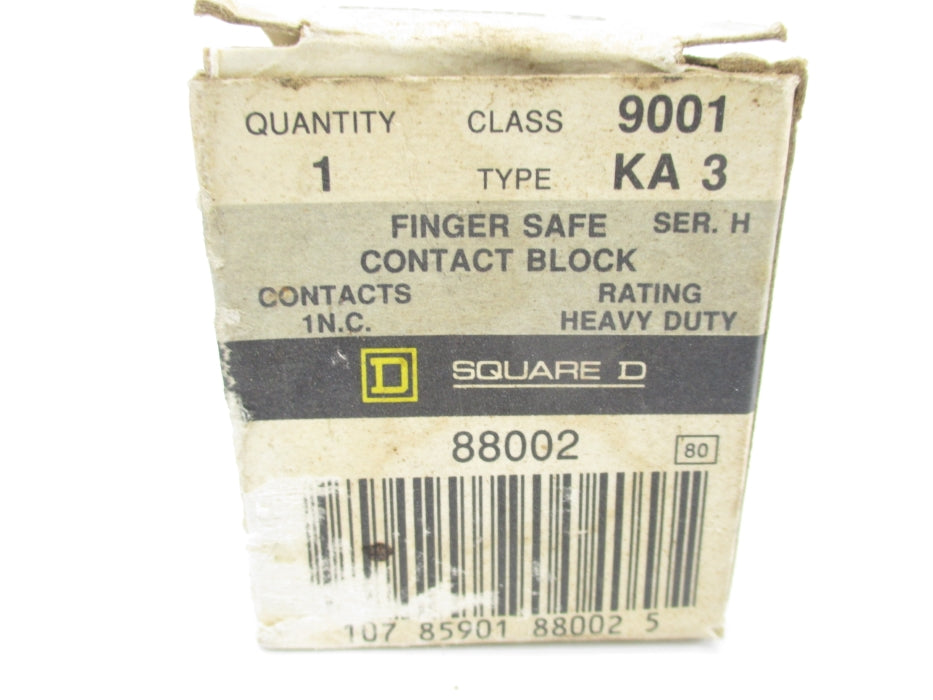 QUANTITY CLASS 9001
1 TYPE KA 3
FINGER SAFE SER. H
CONTACT BLOCK
CONTACTS RATING
1N.C. HEAVY DUTY
D SQUARE D
88002 80
107 85901 88002 5